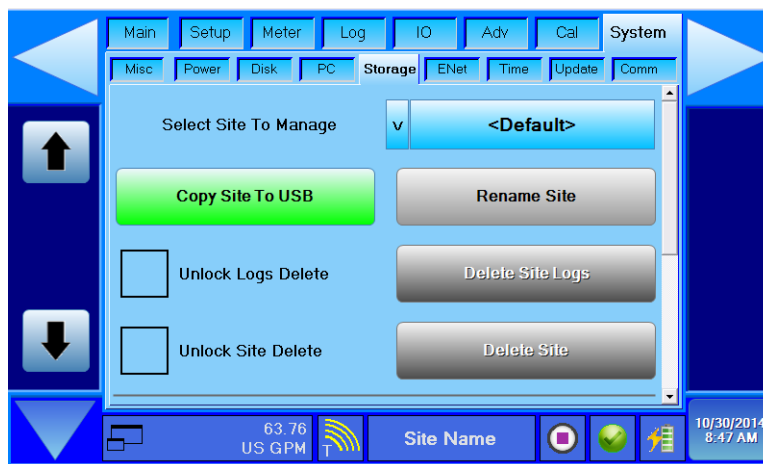 Main Setup Meter Log IO Adv Cal System
Misc Power Disk PC Storage ENet Time Update Comm
Select Site To Manage v <Default>
Copy Site To USB Rename Site
Unlock Logs Delete Delete Site Logs
Unlock Site Delete Delete Site
63.76
US GPM T Site Name
10/30/2014
8:47 AM